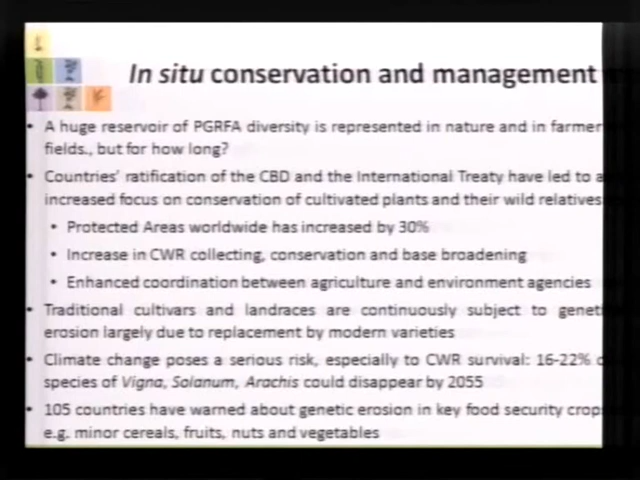 In situ conservation and management
• A huge reservoir of PGRFA diversity is represented in nature and in farmer
fields., but for how long?
• Countries' ratification of the CBD and the International Treaty have led to a
increased focus on conservation of cultivated plants and their wild relatives
• Protected Areas worldwide has increased by 30%
• Increase in CWR collecting, conservation and base broadening
• Enhanced coordination between agriculture and environment agencies
• Traditional cultivars and landraces are continuously subject to geneti
erosion largely due to replacement by modern varieties
• Climate change poses a serious risk, especially to CWR survival: 16-22%
species of Vigna, Solanum, Arachis could disappear by 2055
• 105 countries have warned about genetic erosion in key food security crop
e.g. minor cereals, fruits, nuts and vegetables